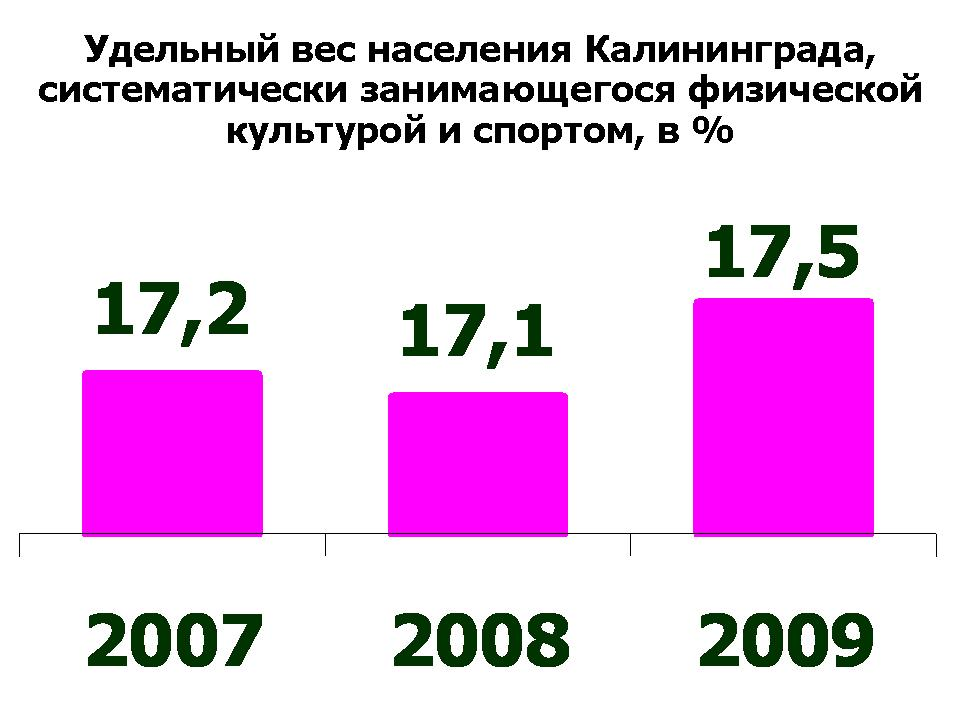 Удельный вес населения Калининграда,
систематически занимающегося физической
культурой и спортом, в %
17,2
17,1
17,5
2007
2008
2009